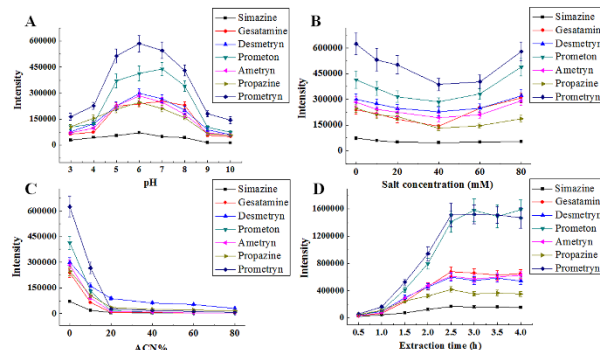 A
Intensity
600000
450000
300000
150000
0
3 4 5 6 7 8 9 10
pH
Simazine
Gesatamine
Desmetryn
Prometon
Ametryn
Propazine
Prometryn
B
Intensity
750000
600000
450000
300000
150000
0
0 20 40 60 80
Salt concentration (mM)
Simazine
Gesatamine
Desmetryn
Prometon
Ametryn
Propazine
Prometryn
C
Intensity
600000
450000
300000
150000
0
0 20 40 60 80
ACN%
Simazine
Gesatamine
Desmetryn
Prometon
Ametryn
Propazine
Prometryn
D
Intensity
1600000
1200000
800000
400000
0
0.5 1.0 1.5 2.0 2.5 3.0 3.5 4.0
Extraction time (h)
Simazine
Gesatamine
Desmetryn
Prometon
Ametryn
Propazine
Prometryn